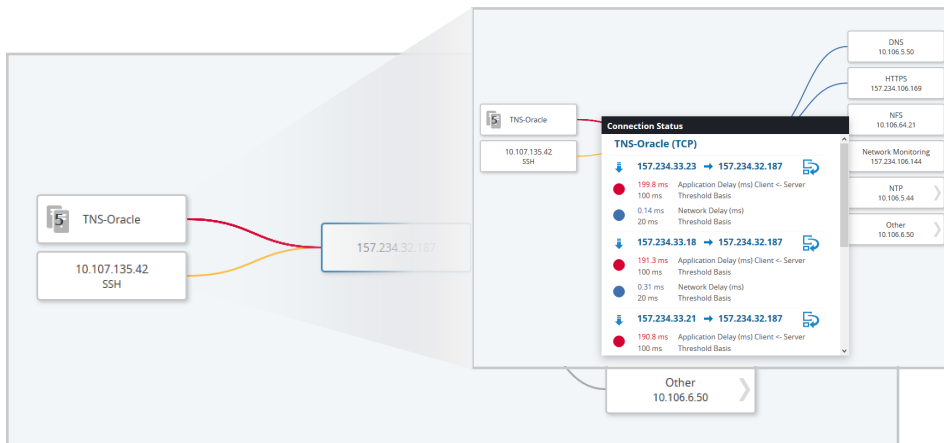 5
TNS-Oracle
10.107.135.42
SSH
157.234.32.187
5
TNS-Oracle
10.107.135.42
SSH
DNS
10.106.5.50
HTTPS
157.234.106.169
NFS
10.106.64.21
Network Monitoring
157.234.106.144
NTP
10.106.5.44
Other
10.106.6.50
Connection Status
TNS-Oracle (TCP)
157.234.33.23 → 157.234.32.187
199.8 ms Application Delay (ms) Client <- Server
100 ms Threshold Basis
0.14 ms Network Delay (ms)
20 ms Threshold Basis
157.234.33.18 → 157.234.32.187
191.3 ms Application Delay (ms) Client <- Server
100 ms Threshold Basis
0.31 ms Network Delay (ms)
20 ms Threshold Basis
157.234.33.21 → 157.234.32.187
190.8 ms Application Delay (ms) Client <- Server
100 ms Threshold Basis
Other
10.106.6.50